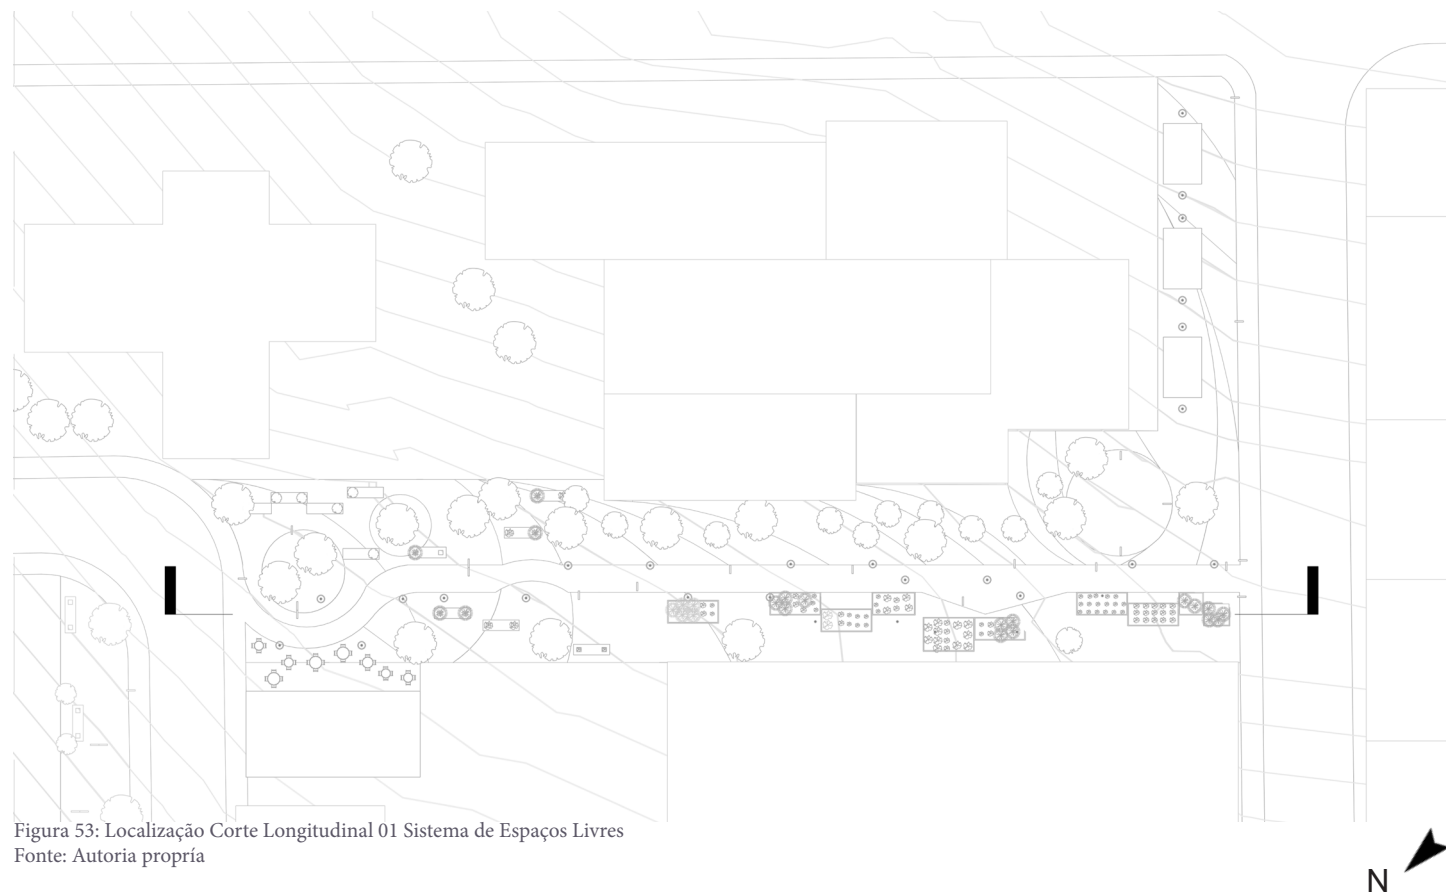 Figura 53: Localização Corte Longitudinal 01 Sistema de Espaços Livres
Fonte: Autoria propría
N